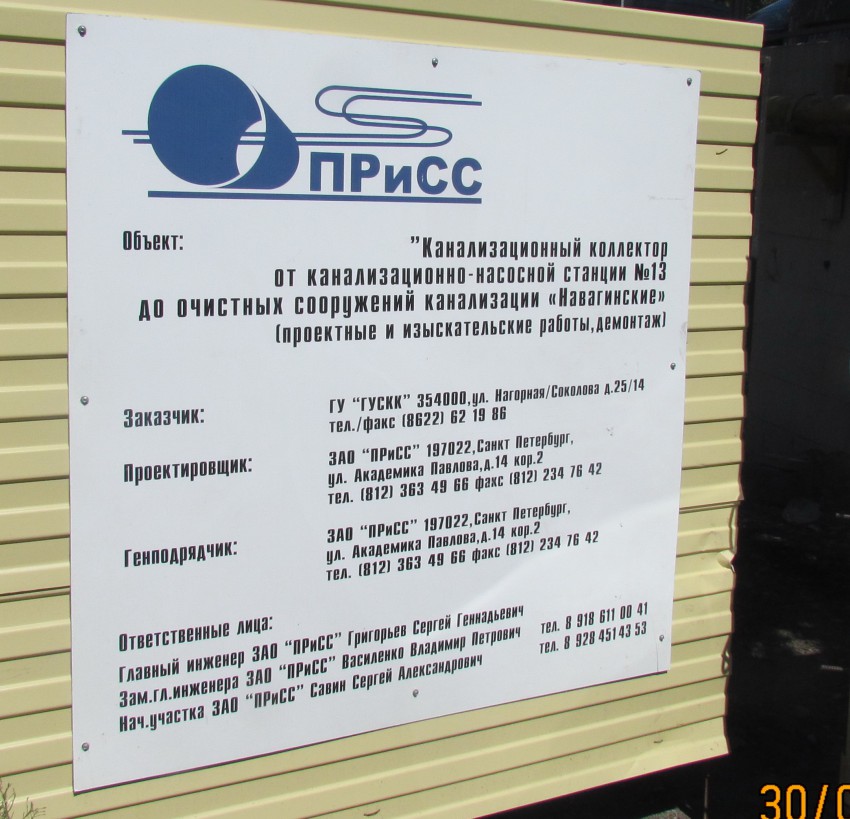 ПРиСС
Объект:
"Канализационный коллектор
от канализационно-насосной станции №13
до очистных сооружений канализации «Навагинские»
(проектные и изыскательские работы,демонтаж)
Заказчик:
ГУ "ГУСКК" 354000,ул. Нагорная/Соколова д.25/14
тел./факс (8622) 62 19 86
Проектировщик:
ЗАО "ПРиСС" 197022,Санкт Петербург,
ул. Академика Павлова,д.14 кор.2
тел. (812) 363 49 66 факс (812) 234 76 42
Генподрядчик:
ЗАО "ПРиСС" 197022,Санкт Петербург,
ул. Академика Павлова,д.14 кор.2
тел. (812) 363 49 66 факс (812) 234 76 42
Ответственные лица:
Главный инженер ЗАО "ПРиСС" Григорьев Сергей Геннадьевич
Зам.гл.инженера ЗАО "ПРиСС" Василенко Владимир Петрович тел. 8 918 611 00 41
Нач.участка ЗАО "ПРиСС" Савин Сергей Александрович тел. 8 928 451 43 53
30/0